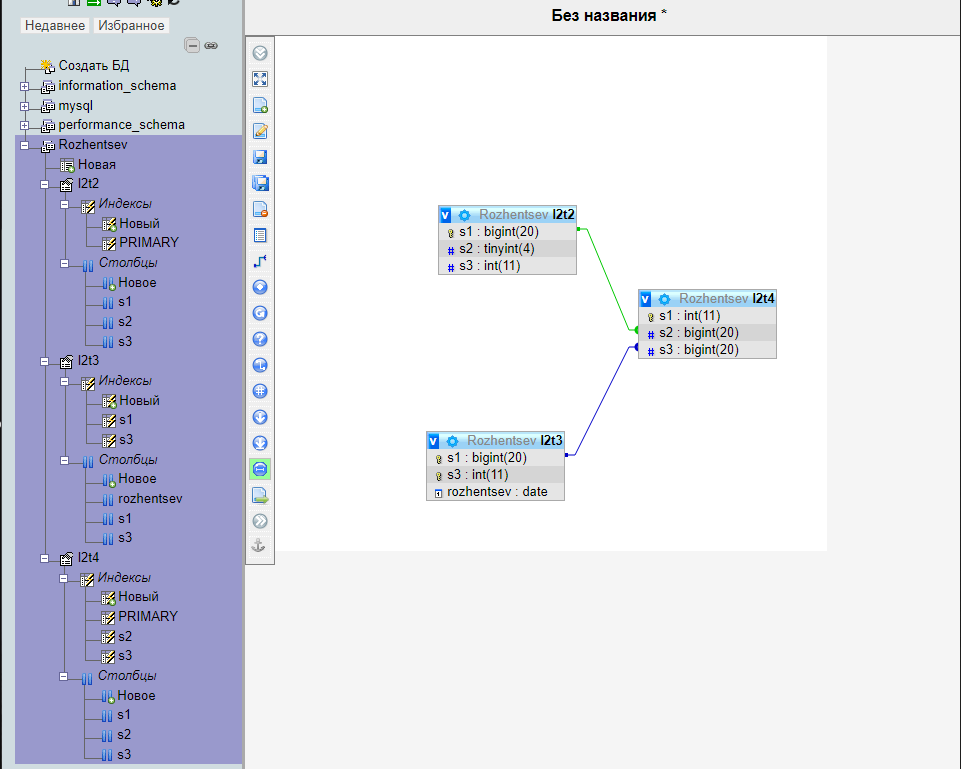 Без названия *
Недавнее Избранное
Создать БД
information_schema
mysql
performance_schema
Rozhentsev
Новая
l2t2
Индексы
Новый
PRIMARY
Столбцы
Новое
s1
s2
s3
l2t3
Индексы
Новый
s1
s3
Столбцы
Новое
rozhentsev
s1
s3
l2t4
Индексы
Новый
PRIMARY
s2
s3
Столбцы
Новое
s1
s2
s3
v Rozhentsev l2t2
s1 : bigint(20)
# s2 : tinyint(4)
# s3 : int(11)
v Rozhentsev l2t4
s1 : int(11)
# s2 : bigint(20)
# s3 : bigint(20)
v Rozhentsev l2t3
s1 : bigint(20)
s3 : int(11)
rozhentsev : date